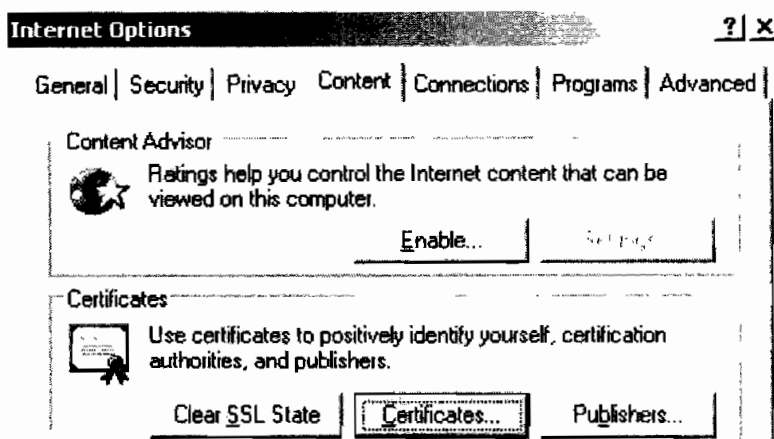 Internet Options ? X
General Security Privacy Content Connections Programs Advanced
Content Advisor
Ratings help you control the Internet content that can be
viewed on this computer.
Enable... Settings
Certificates
Use certificates to positively identify yourself, certification
authorities, and publishers.
Clear SSL State Certificates... Publishers...